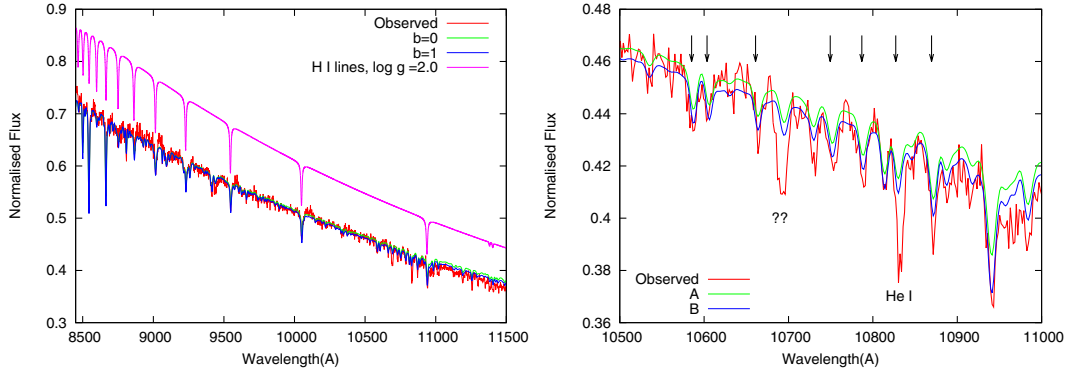 Normalised Flux
0.9
0.8
0.7
0.6
0.5
0.4
0.3
8500 9000 9500 10000 10500 11000 11500
Wavelength(A)
Observed
b=0
b=1
H I lines, log g =2.0
Normalised Flux
0.48
0.46
0.44
0.42
0.4
0.38
0.36
10500 10600 10700 10800 10900 11000
Wavelength(A)
??
He I
Observed
A
B